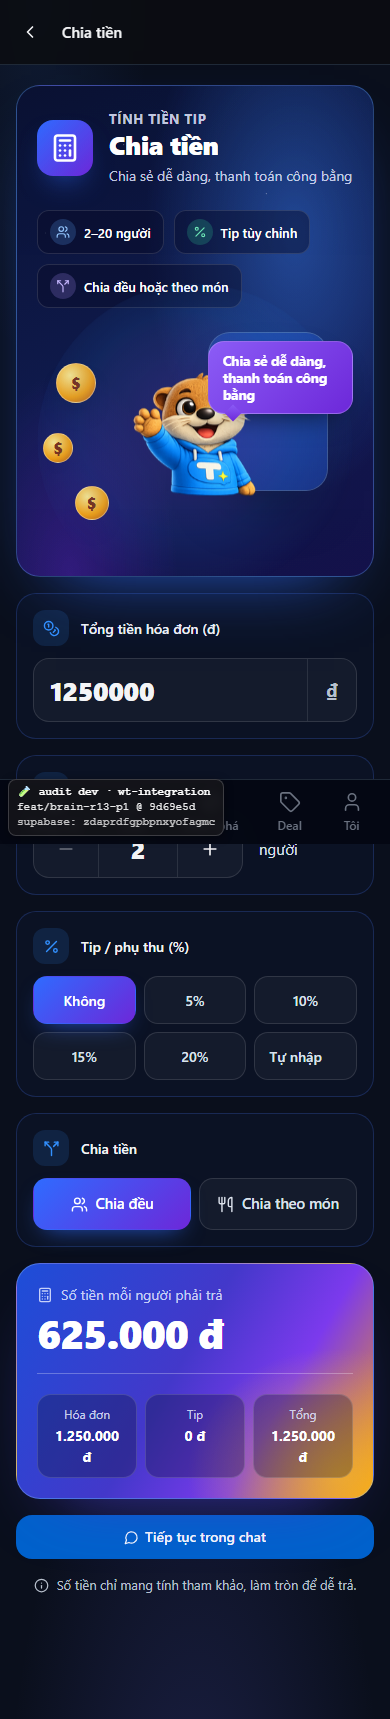 Chia tiền
TÍNH TIỀN TIP
Chia tiền
Chia sẻ dễ dàng, thanh toán công bằng
2–20 người
Tip tùy chỉnh
Chia đều hoặc theo món
Chia sẻ dễ dàng,
thanh toán công
bằng
$
$
$
T
Tổng tiền hóa đơn (đ)
1250000
₫
🧪 audit dev · wt-integration
feat/brain-r13-p1 @ 9d69e5d
supabase: zdaprdfgpbpnxyofagmc
Deal
Tôi
2
người
Tip / phụ thu (%)
Không
5%
10%
15%
20%
Tự nhập
Chia tiền
Chia đều
Chia theo món
Số tiền mỗi người phải trả
625.000 đ
Hóa đơn
1.250.000
đ
Tip
0 đ
Tổng
1.250.000
đ
Tiếp tục trong chat
Số tiền chỉ mang tính tham khảo, làm tròn để dễ trả.